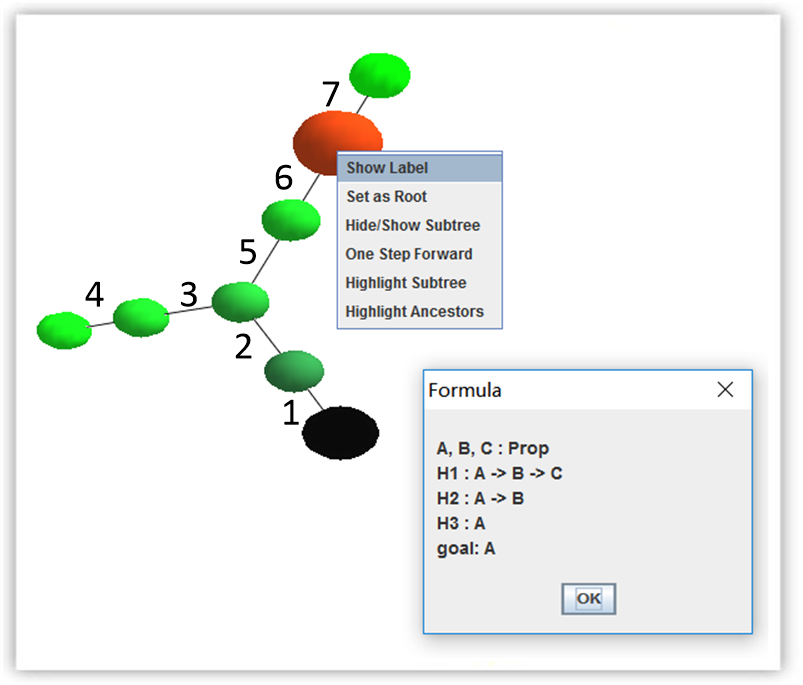 7
6
Show Label
Set as Root
Hide/Show Subtree
5
One Step Forward
4
3
Highlight Subtree
Highlight Ancestors
2
1
Formula
A, B, C : Prop
H1 : A -> B -> C
H2 : A -> B
H3 : A
goal: A
OK